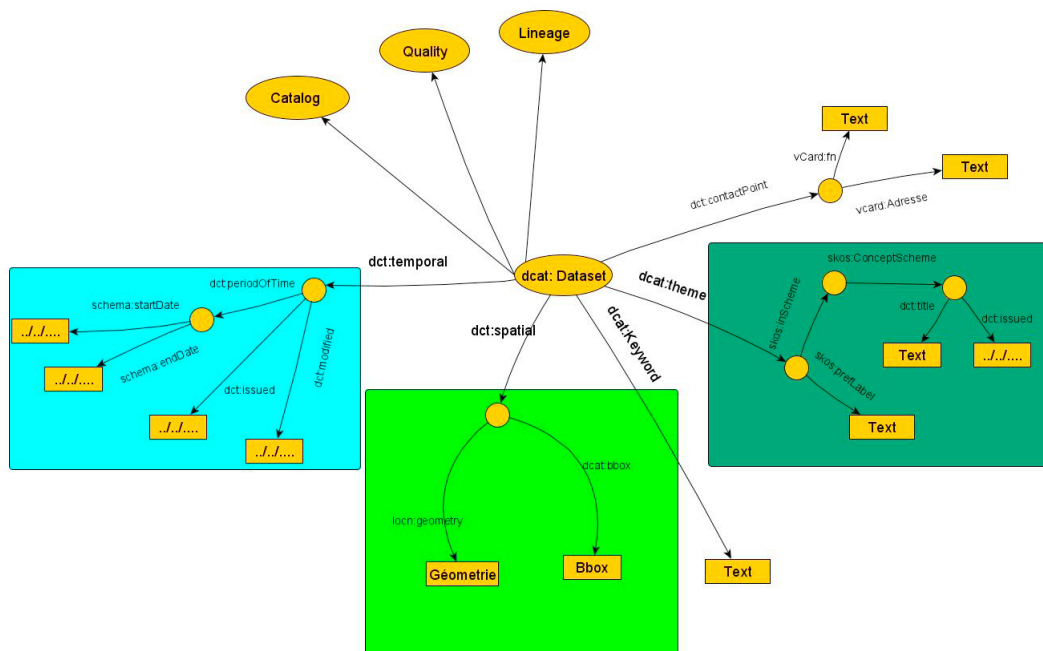 Lineage
Quality
Catalog
Text
vCard:fn
Text
dct:contactPoint
vcard:Adresse
dct:temporal
dcat: Dataset
dcat:theme
skos:ConceptScheme
dct:periodOfTime
schema:startDate
../../....
schema:endDate
../../....
dct:issued
../../....
dct:modified
../../....
dct:spatial
dcat:Keyword
skos:inScheme
dct:title
dct:issued
Text
../../....
skos:prefLabel
Text
dcat:bbox
locn:geometry
Géometrie
Bbox
Text